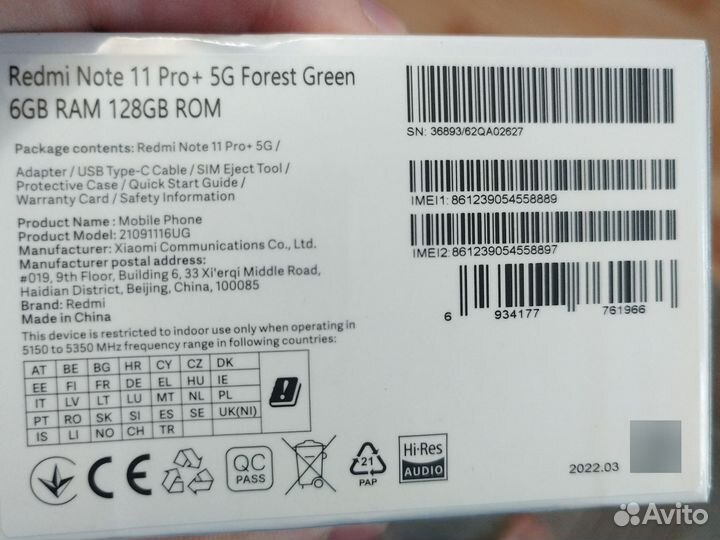 Redmi Note 11 Pro+ 5G Forest Green
6GB RAM 128GB ROM
Package contents: Redmi Note 11 Pro+ 5G /
Adapter / USB Type-C Cable / SIM Eject Tool /
Protective Case / Quick Start Guide /
Warranty Card / Safety Information
Product Name : Mobile Phone
Product Model: 21091116UG
Manufacturer: Xiaomi Communications Co., Ltd.
Manufacturer postal address:
#019, 9th Floor, Building 6, 33 Xi'erqi Middle Road,
Haidian District, Beijing, China, 100085
Brand: Redmi
Made in China
This device is restricted to indoor use only when operating in
5150 to 5350 MHz frequency range in following countries:
AT BE BG HR CY CZ DK
EE FI FR DE EL HU IE
IT LV LT LU MT NL PL
PT RO SK SI ES SE UK(NI)
IS LI NO CH TR
SN: 36893/62QA02627
IMEI1: 861239054558889
IMEI2: 861239054558897
6 934177 761966
CE
QC
PASS
21
PAP
Hi-Res
AUDIO
2022.03
Avito